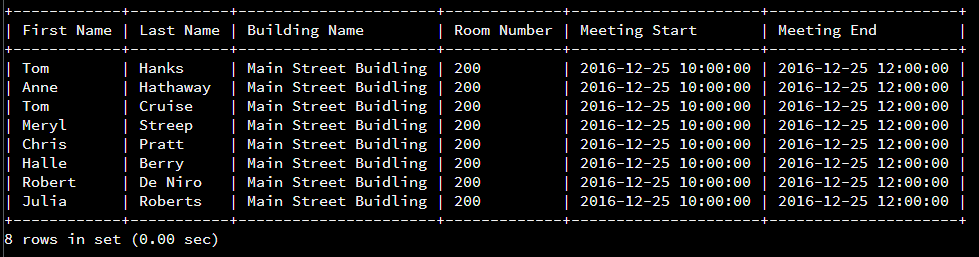 +------------+-----------+----------------------+-------------+---------------------+---------------------+
| First Name | Last Name | Building Name        | Room Number | Meeting Start       | Meeting End         |
+------------+-----------+----------------------+-------------+---------------------+---------------------+
| Tom        | Hanks     | Main Street Buidling | 200         | 2016-12-25 10:00:00 | 2016-12-25 12:00:00 |
| Anne       | Hathaway  | Main Street Buidling | 200         | 2016-12-25 10:00:00 | 2016-12-25 12:00:00 |
| Tom        | Cruise    | Main Street Buidling | 200         | 2016-12-25 10:00:00 | 2016-12-25 12:00:00 |
| Meryl      | Streep    | Main Street Buidling | 200         | 2016-12-25 10:00:00 | 2016-12-25 12:00:00 |
| Chris      | Pratt     | Main Street Buidling | 200         | 2016-12-25 10:00:00 | 2016-12-25 12:00:00 |
| Halle      | Berry     | Main Street Buidling | 200         | 2016-12-25 10:00:00 | 2016-12-25 12:00:00 |
| Robert     | De Niro   | Main Street Buidling | 200         | 2016-12-25 10:00:00 | 2016-12-25 12:00:00 |
| Julia      | Roberts   | Main Street Buidling | 200         | 2016-12-25 10:00:00 | 2016-12-25 12:00:00 |
+------------+-----------+----------------------+-------------+---------------------+---------------------+
8 rows in set (0.00 sec)